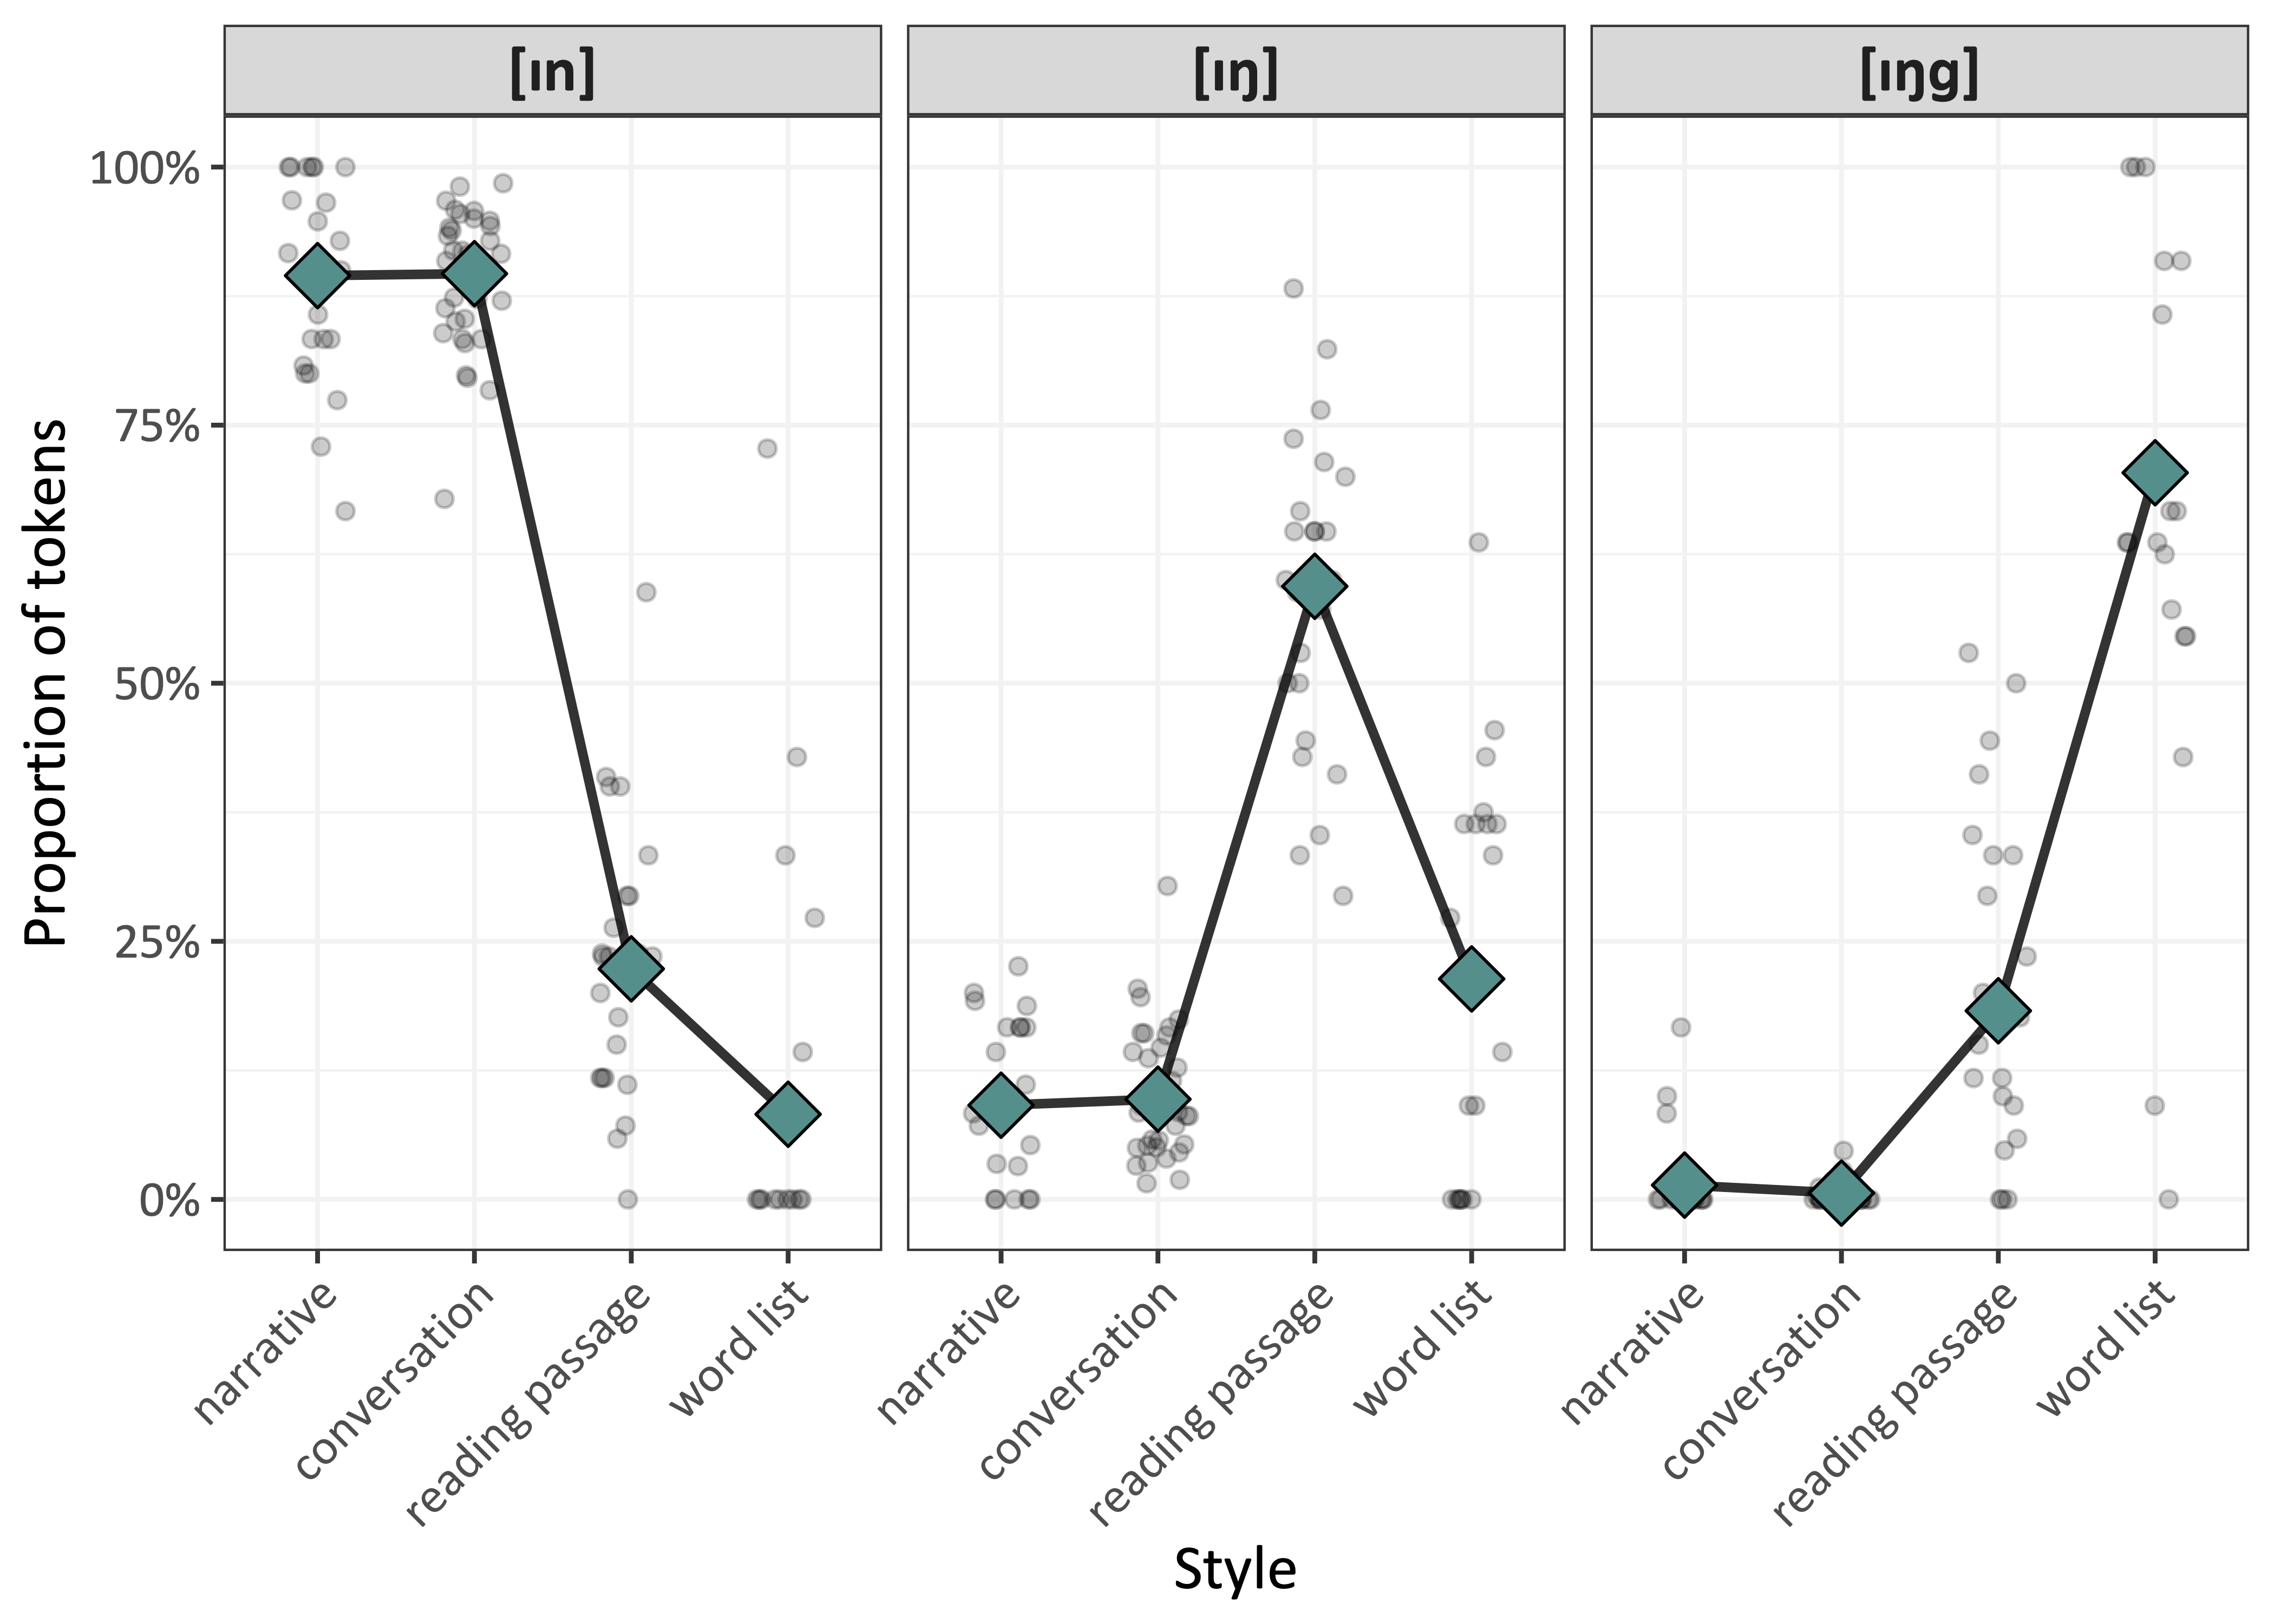 [ɪn] [ɪŋ] [ɪŋg]
Proportion of tokens
100%
75%
50%
25%
0%
narrative conversation reading passage word list narrative conversation reading passage word list narrative conversation reading passage word list
Style